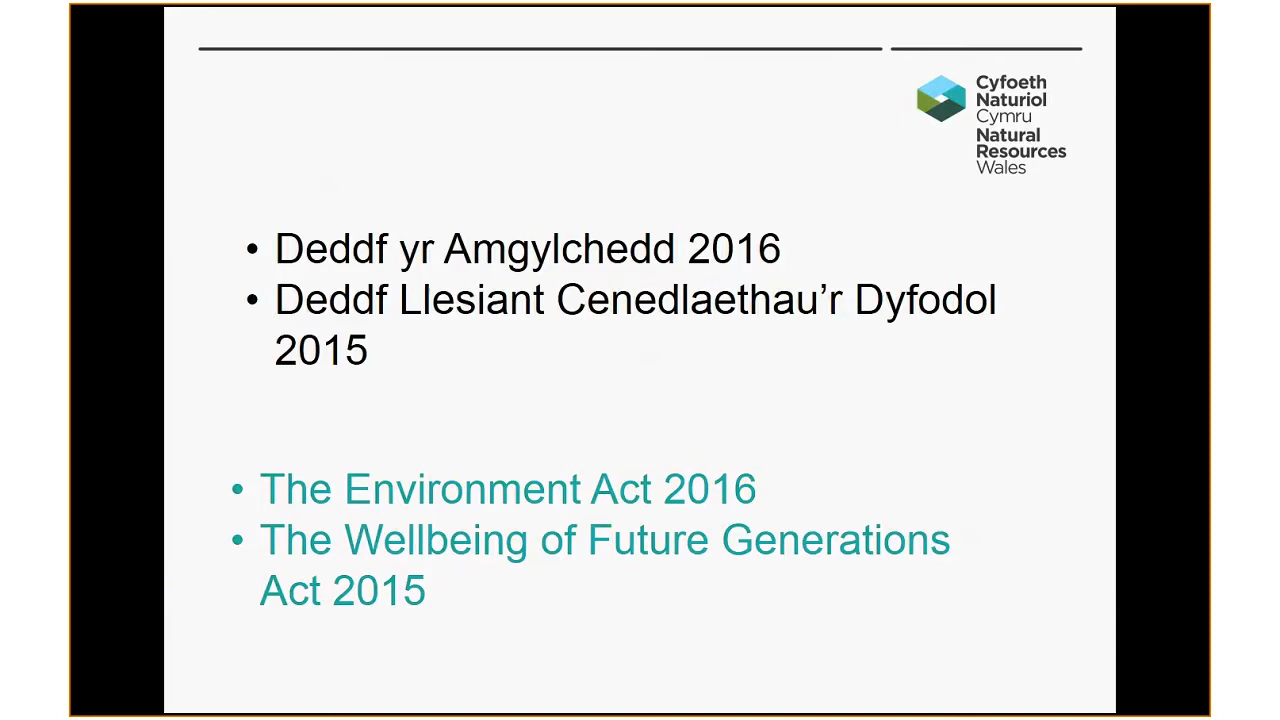 Cyfoeth
Naturiol
Cymru
Natural
Resources
Wales
• Deddf yr Amgylchedd 2016
• Deddf Llesiant Cenedlaethau’r Dyfodol
2015
• The Environment Act 2016
• The Wellbeing of Future Generations
Act 2015